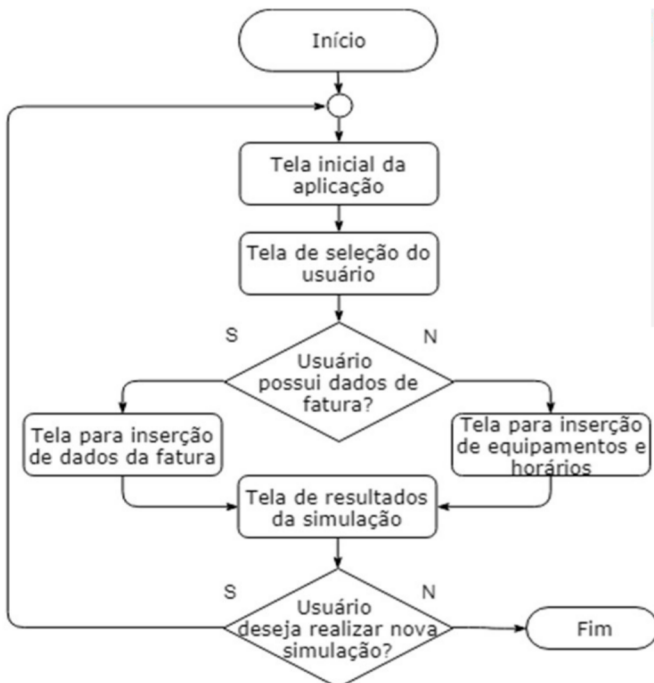 Início
Tela inicial da
aplicação
Tela de seleção do
usuário
S
N
Usuário
possui dados de
fatura?
Tela para inserção
de dados da fatura
Tela para inserção
de equipamentos e
horários
Tela de resultados
da simulação
S
N
Usuário
deseja realizar nova
simulação?
Fim